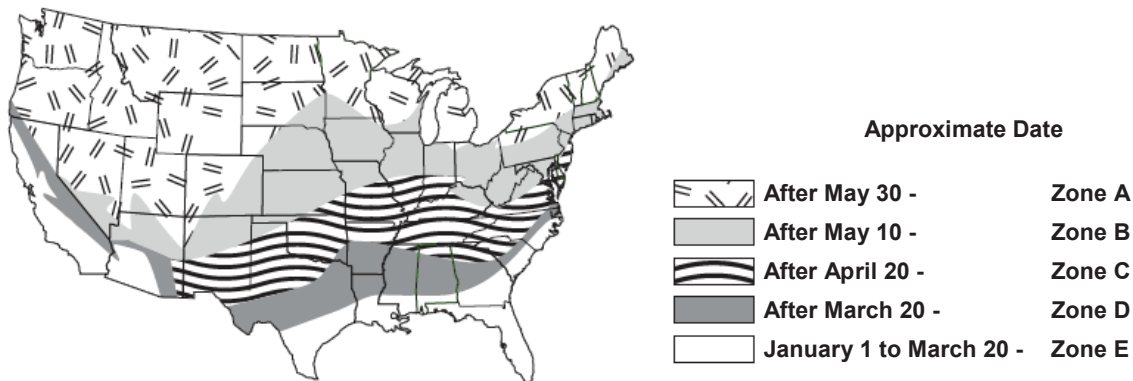 Approximate Date
After May 30 - Zone A
After May 10 - Zone B
After April 20 - Zone C
After March 20 - Zone D
January 1 to March 20 - Zone E